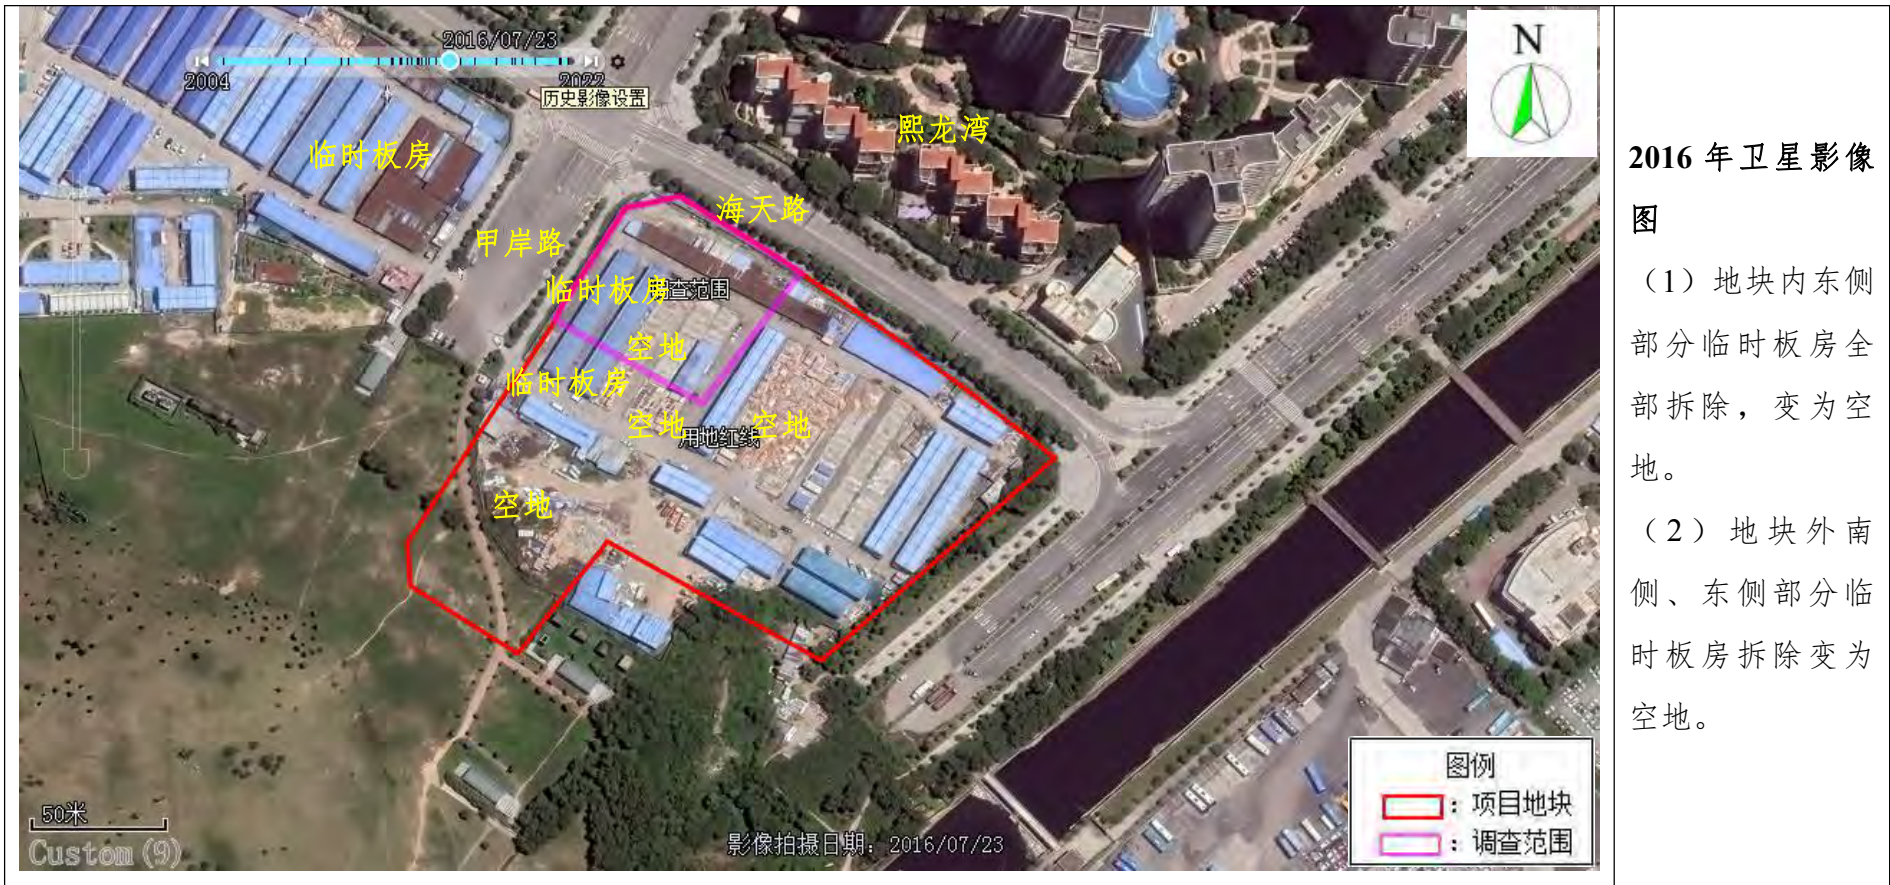 2016/07/23
2004
2022
历史影像设置
N
熙龙湾
临时板房
海天路
甲岸路
临时板房
调查范围
空地
临时板房
空地
用地红线
空地
空地
图例
：项目地块
：调查范围
50米
Custom (9)
影像拍摄日期：2016/07/23
2016 年卫星影像
图
（1）地块内东侧
部分临时板房全
部拆除，变为空
地。
（2）地块外南
侧、东侧部分临
时板房拆除变为
空地。